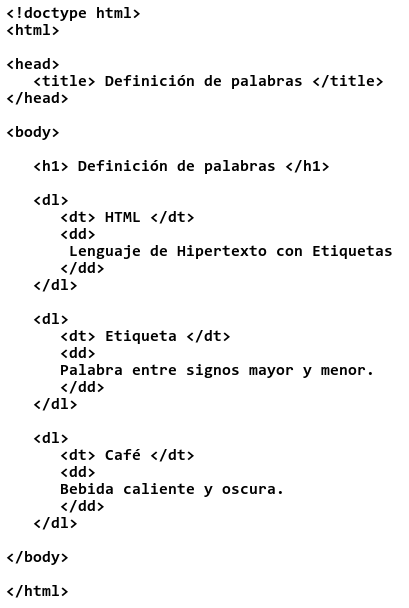 <!doctype html>
<html>
<head>
<title> Definición de palabras </title>
</head>
<body>
<h1> Definición de palabras </h1>
<dl>
<dt> HTML </dt>
<dd>
Lenguaje de Hipertexto con Etiquetas
</dd>
</dl>
<dl>
<dt> Etiqueta </dt>
<dd>
Palabra entre signos mayor y menor.
</dd>
</dl>
<dl>
<dt> Café </dt>
<dd>
Bebida caliente y oscura.
</dd>
</dl>
</body>
</html>